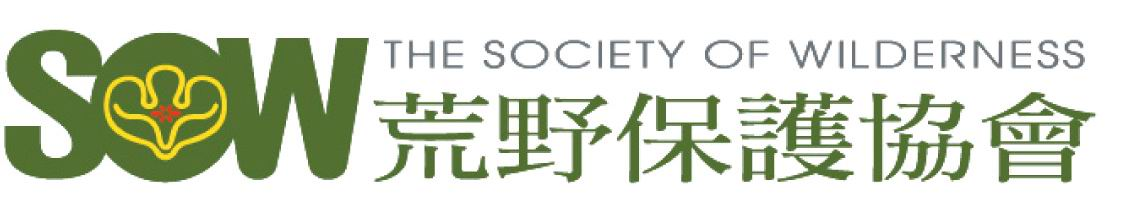 SOW
THE SOCIETY OF WILDERNESS
荒野保護協會